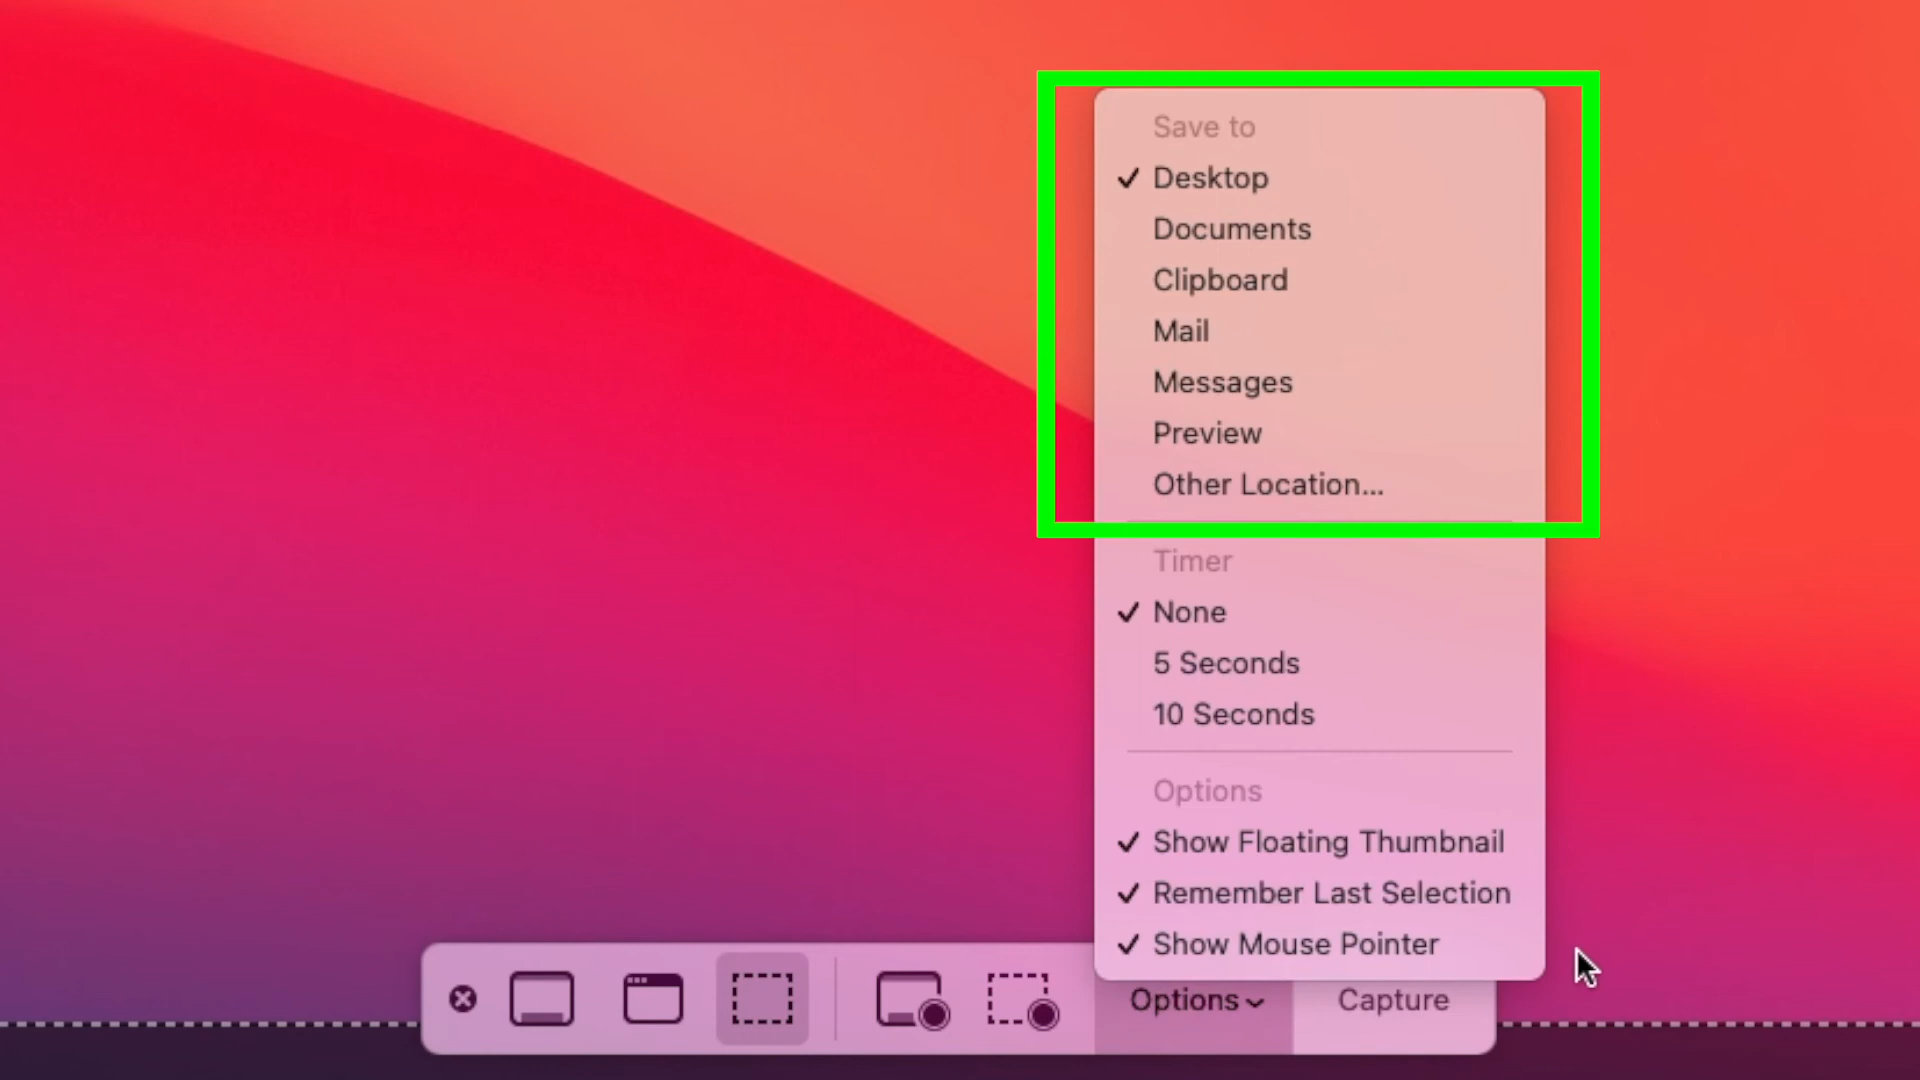 Save to
Desktop
Documents
Clipboard
Mail
Messages
Preview
Other Location...
Timer
None
5 Seconds
10 Seconds
Options
Show Floating Thumbnail
Remember Last Selection
Show Mouse Pointer
Options
Capture